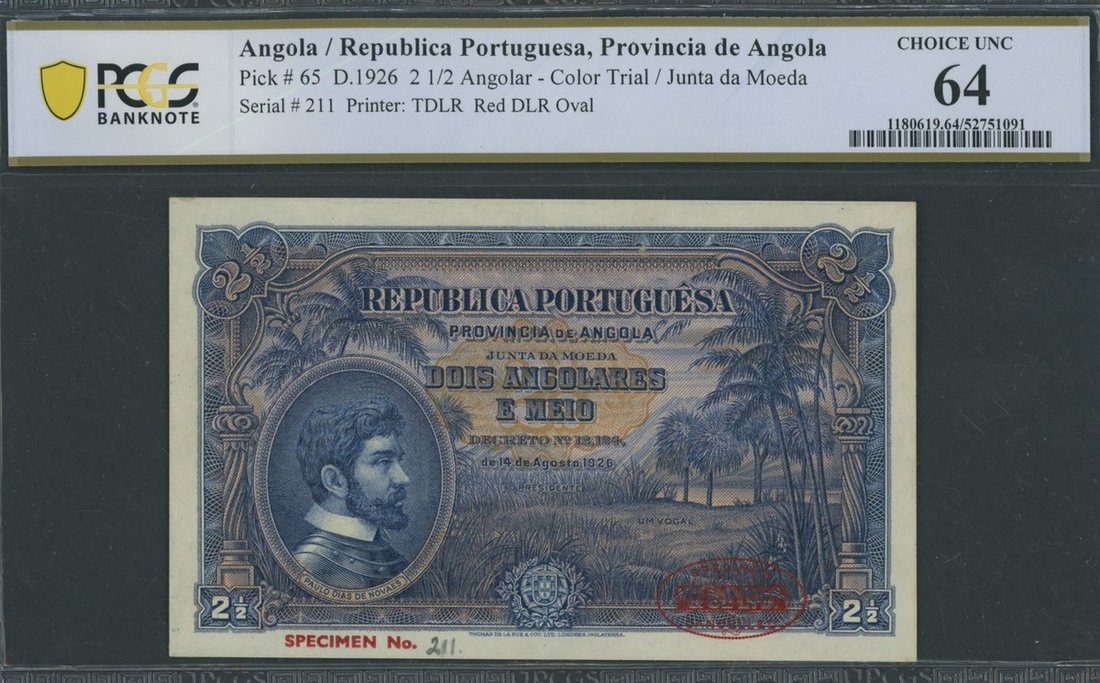 PCGS
BANKNOTE
Angola / Republica Portuguesa, Provincia de Angola
Pick # 65 D.1926 2 1/2 Angolar - Color Trial / Junta da Moeda
Serial # 211 Printer: TDLR Red DLR Oval
CHOICE UNC
64
1180619.64/52751091
2½
2½
REPUBLICA PORTUGUÊSA
PROVINCIA DE ANGOLA
JUNTA DA MOEDA
DOIS ANGOLARES
E MEIO
DECRETO Nº 12.124,
de 14 de Agosto 1926
O PRESIDENTE
UM VOGAL
PAULO DIAS DE NOVAES
2½
2½
THOMAS DE LA RUE & COY. LTD. LONDRES, INGLATERRA.
SPECIMEN No. 211.